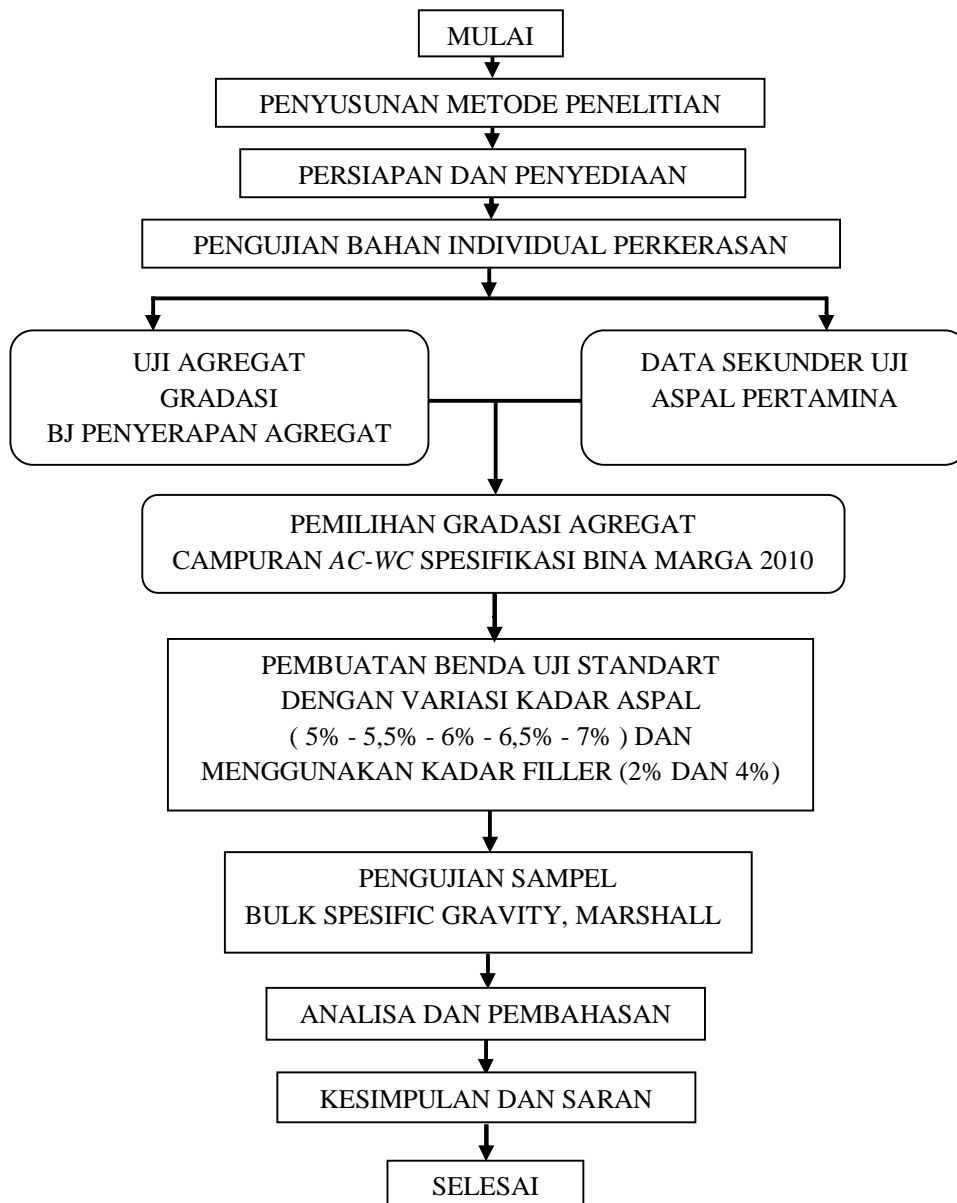 MULAI
PENYUSUNAN METODE PENELITIAN
PERSIAPAN DAN PENYEDIAAN
PENGUJIAN BAHAN INDIVIDUAL PERKERASAN
UJI AGREGAT
GRADASI
BJ PENYERAPAN AGREGAT
DATA SEKUNDER UJI
ASPAL PERTAMINA
PEMILIHAN GRADASI AGREGAT
CAMPURAN AC-WC SPESIFIKASI BINA MARGA 2010
PEMBUATAN BENDA UJI STANDART
DENGAN VARIASI KADAR ASPAL
( 5% - 5,5% - 6% - 6,5% - 7% ) DAN
MENGGUNAKAN KADAR FILLER (2% DAN 4%)
PENGUJIAN SAMPEL
BULK SPESIFIC GRAVITY, MARSHALL
ANALISA DAN PEMBAHASAN
KESIMPULAN DAN SARAN
SELESAI